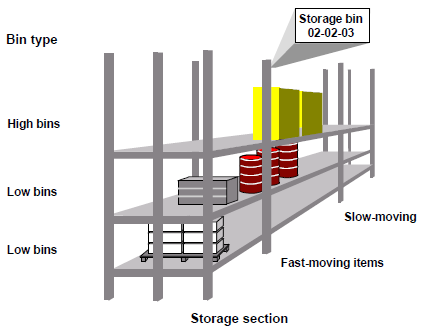 Storage bin
02-02-03
Bin type
High bins
Low bins
Low bins
Slow-moving
Fast-moving items
Storage section